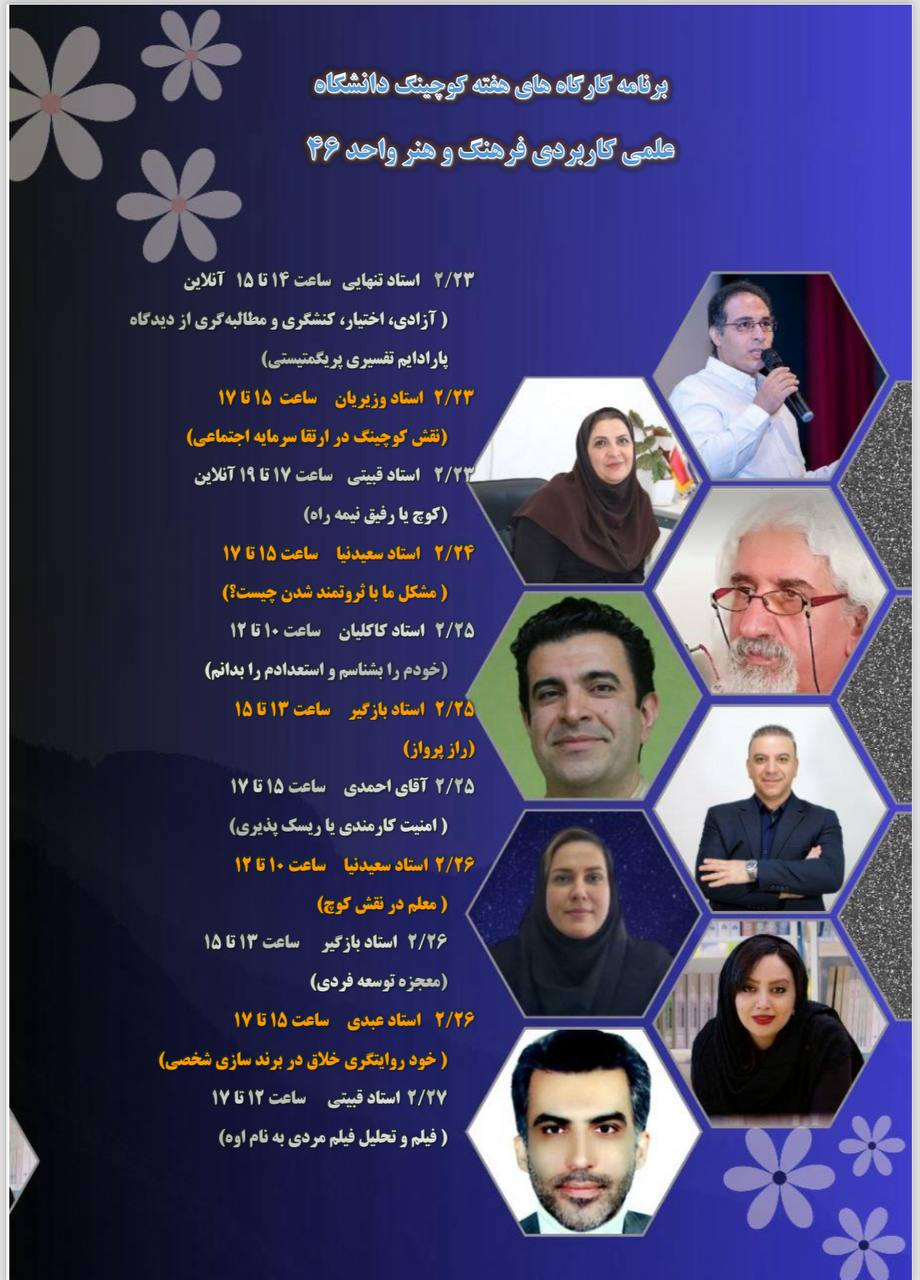 برنامه کارگاه های هفته کوچینگ دانشگاه
علمی کاربردی فرهنگ و هنر واحد ۴۶
۲/۲۳ استاد تنهایی ساعت ۱۴ تا ۱۵ آنلاین
( آزادی، اختیار، کنشگری و مطالبه‌گری از دیدگاه
پارادایم تفسیری پریگمتیستی)
۲/۲۳ استاد وزیریان ساعت ۱۵ تا ۱۷
(نقش کوچینگ در ارتقا سرمایه اجتماعی)
۲/۲۳ استاد قبیتی ساعت ۱۷ تا ۱۹ آنلاین
(کوچ یا رفیق نیمه راه)
۲/۲۴ استاد سعیدنیا ساعت ۱۵ تا ۱۷
( مشکل ما با ثروتمند شدن چیست؟)
۲/۲۵ استاد کاکلیان ساعت ۱۰ تا ۱۲
(خودم را بشناسم و استعدادم را بدانم)
۲/۲۵ استاد بازگیر ساعت ۱۳ تا ۱۵
(راز پرواز)
۲/۲۵ آقای احمدی ساعت ۱۵ تا ۱۷
( امنیت کارمندی یا ریسک پذیری)
۲/۲۶ استاد سعیدنیا ساعت ۱۰ تا ۱۲
( معلم در نقش کوچ)
۲/۲۶ استاد بازگیر ساعت ۱۳ تا ۱۵
(معجزه توسعه فردی)
۲/۲۶ استاد عبدی ساعت ۱۵ تا ۱۷
( خود روایتگری خلاق در برند سازی شخصی)
۲/۲۷ استاد قبیتی ساعت ۱۲ تا ۱۷
( فیلم و تحلیل فیلم مردی به نام اوه)